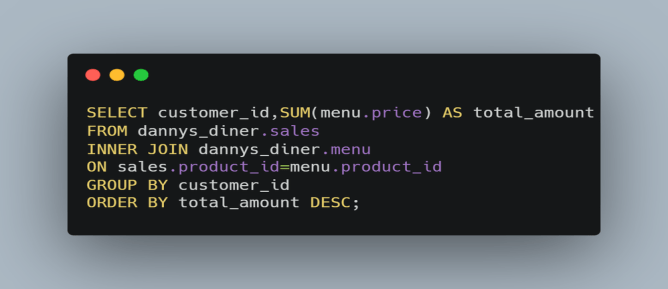 SELECT customer_id,SUM(menu.price) AS total_amount
FROM dannys_diner.sales
INNER JOIN dannys_diner.menu
ON sales.product_id=menu.product_id
GROUP BY customer_id
ORDER BY total_amount DESC;